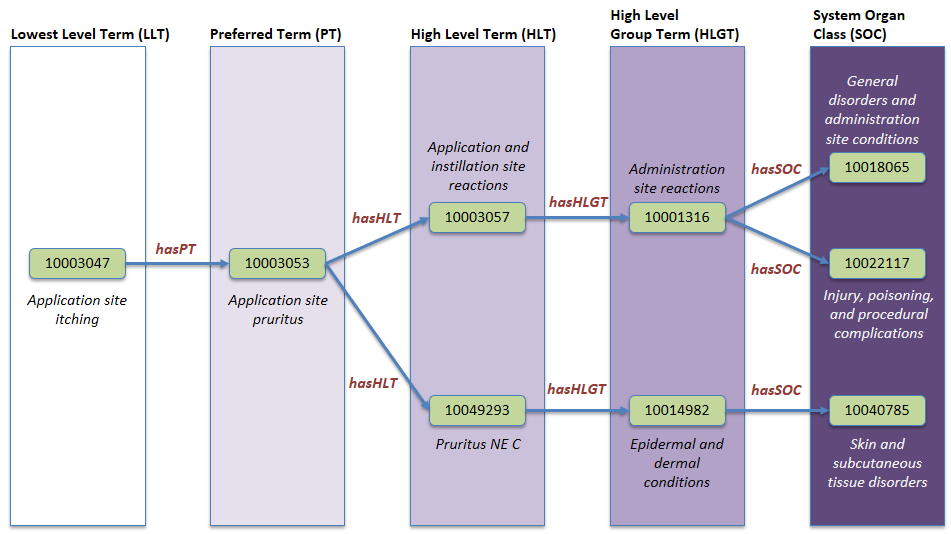 Lowest Level Term (LLT)
Preferred Term (PT)
High Level Term (HLT)
High Level
Group Term (HLGT)
System Organ
Class (SOC)
10003047
Application site
itching
hasPT
10003053
Application site
pruritus
hasHLT
hasHLT
Application and
instillation site
reactions
10003057
10049293
Pruritus NE C
hasHLGT
hasHLGT
Administration
site reactions
10001316
10014982
Epidermal and
dermal
conditions
hasSOC
hasSOC
hasSOC
General
disorders and
administration
site conditions
10018065
10022117
Injury, poisoning,
and procedural
complications
10040785
Skin and
subcutaneous
tissue disorders